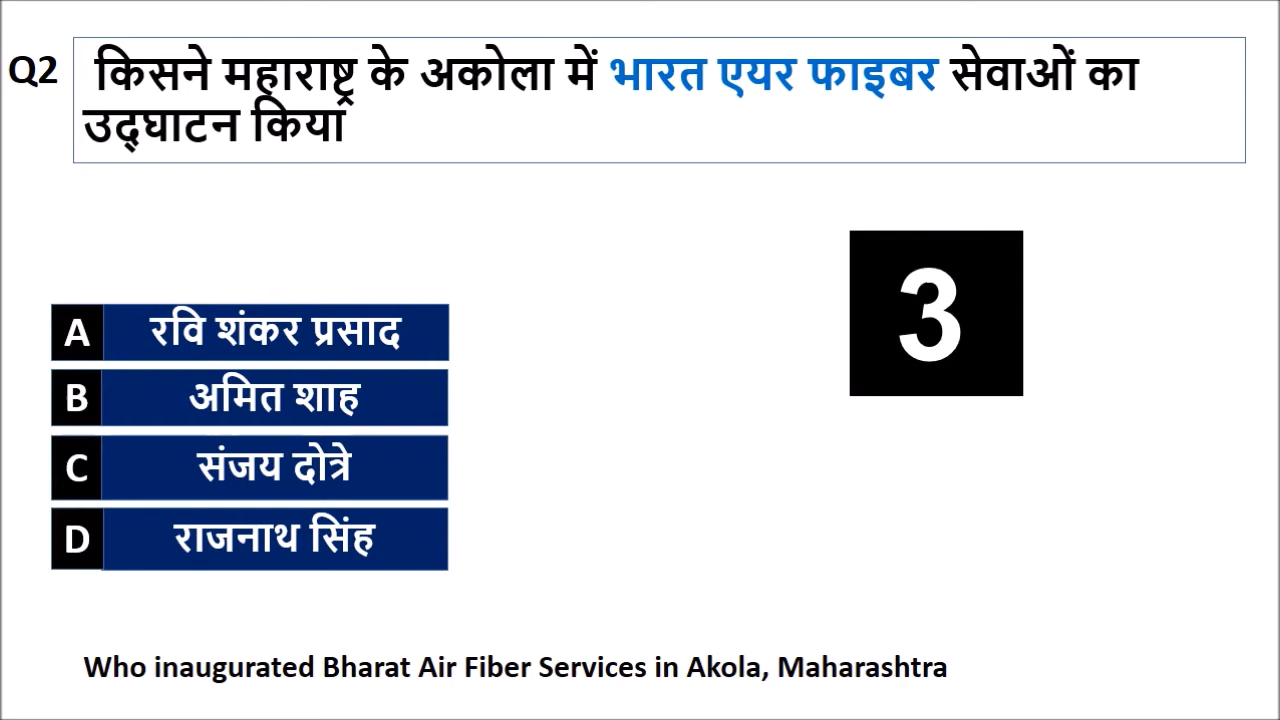 Q2 किसने महाराष्ट्र के अकोला में भारत एयर फाइबर सेवाओं का
उद्घाटन किया
3
A रवि शंकर प्रसाद
B अमित शाह
C संजय दोत्रे
D राजनाथ सिंह
Who inaugurated Bharat Air Fiber Services in Akola, Maharashtra